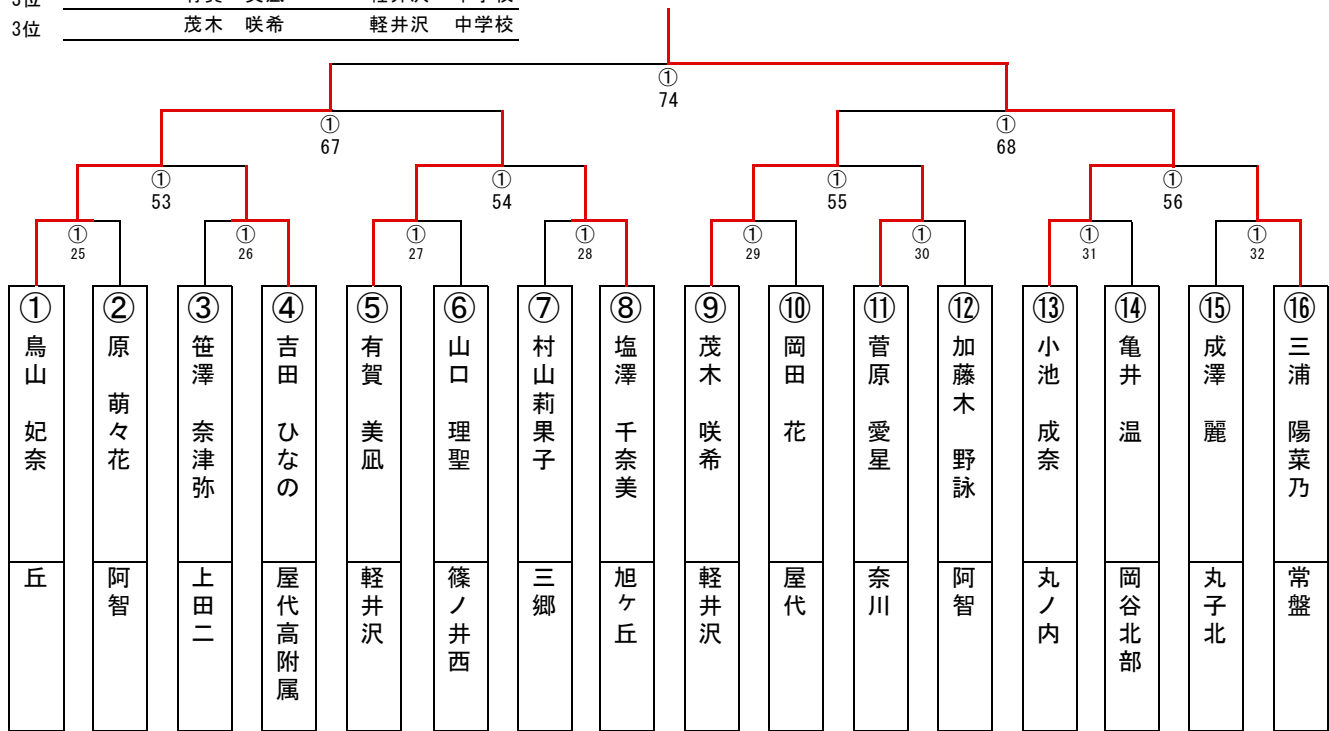 3位
3位 茂木 咲希 軽井沢 中学校
①
74
① ①
67 68
① ① ① ①
53 54 55 56
① ① ① ① ① ① ① ①
25 26 27 28 29 30 31 32
① 鳥山 妃奈 丘
② 原 萌々花 阿智
③ 笹澤 奈津弥 上田二
④ 吉田 ひなの 屋代高附属
⑤ 有賀 美凪 軽井沢
⑥ 山口 理聖 篠ノ井西
⑦ 村山莉果子 三郷
⑧ 塩澤 千奈美 旭ケ丘
⑨ 茂木 咲希 軽井沢
⑩ 岡田 花 屋代
⑪ 菅原 愛星 奈川
⑫ 加藤木 野詠 阿智
⑬ 小池 成奈 丸ノ内
⑭ 亀井 温 岡谷北部
⑮ 成澤 麗 丸子北
⑯ 三浦 陽菜乃 常盤